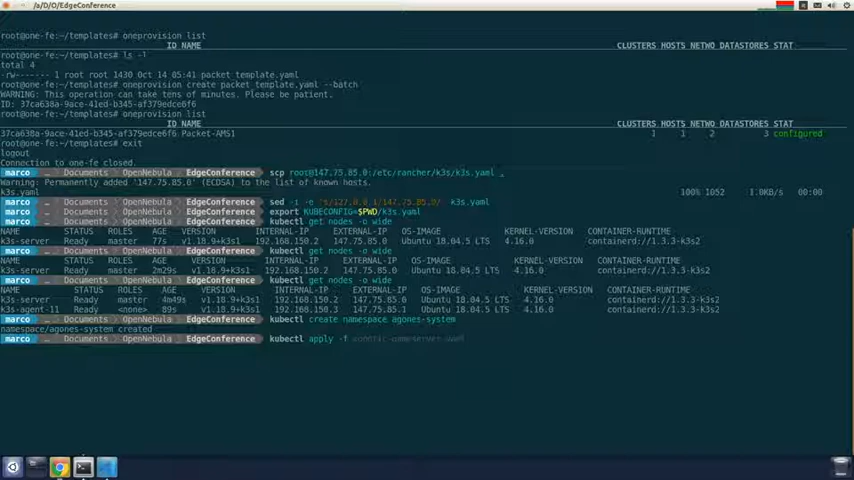 /a/D/O/EdgeConference
root@one-fe:~/templates# oneprovision list
ID NAME CLUSTERS HOSTS NETWO DATASTORES STAT
root@one-fe:~/templates# ls -l
total 4
-rw------- 1 root root 1430 Oct 14 05:41 packet_template.yaml
root@one-fe:~/templates# oneprovision create packet_template.yaml --batch
WARNING: This operation can take tens of minutes. Please be patient.
ID: 37ca638a-9ace-41ed-b345-af379edce6f6
root@one-fe:~/templates# oneprovision list
ID NAME CLUSTERS HOSTS NETWO DATASTORES STAT
37ca638a-9ace-41ed-b345-af379edce6f6 Packet-AMS1 1 1 2 3 configured
root@one-fe:~/templates# exit
logout
Connection to one-fe closed.
marco … Documents OpenNebula EdgeConference scp root@147.75.85.0:/etc/rancher/k3s/k3s.yaml .
Warning: Permanently added '147.75.85.0' (ECDSA) to the list of known hosts.
k3s.yaml 100% 1052 1.0KB/s 00:00
marco … Documents OpenNebula EdgeConference sed -i -e 's/127.0.0.1/147.75.85.0/' k3s.yaml
marco … Documents OpenNebula EdgeConference export KUBECONFIG=$PWD/k3s.yaml
marco … Documents OpenNebula EdgeConference kubectl get nodes -o wide
NAME STATUS ROLES AGE VERSION INTERNAL-IP EXTERNAL-IP OS-IMAGE KERNEL-VERSION CONTAINER-RUNTIME
k3s-server Ready master 77s v1.18.9+k3s1 192.168.150.2 147.75.85.0 Ubuntu 18.04.5 LTS 4.16.0 containerd://1.3.3-k3s2
marco … Documents OpenNebula EdgeConference kubectl get nodes -o wide
NAME STATUS ROLES AGE VERSION INTERNAL-IP EXTERNAL-IP OS-IMAGE KERNEL-VERSION CONTAINER-RUNTIME
k3s-server Ready master 2m29s v1.18.9+k3s1 192.168.150.2 147.75.85.0 Ubuntu 18.04.5 LTS 4.16.0 containerd://1.3.3-k3s2
marco … Documents OpenNebula EdgeConference kubectl get nodes -o wide
NAME STATUS ROLES AGE VERSION INTERNAL-IP EXTERNAL-IP OS-IMAGE KERNEL-VERSION CONTAINER-RUNTIME
k3s-server Ready master 4m49s v1.18.9+k3s1 192.168.150.2 147.75.85.0 Ubuntu 18.04.5 LTS 4.16.0 containerd://1.3.3-k3s2
k3s-agent-11 Ready <none> 89s v1.18.9+k3s1 192.168.150.3 147.75.85.1 Ubuntu 18.04.5 LTS 4.16.0 containerd://1.3.3-k3s2
marco … Documents OpenNebula EdgeConference kubectl create namespace agones-system
namespace/agones-system created
marco … Documents OpenNebula EdgeConference kubectl apply -f